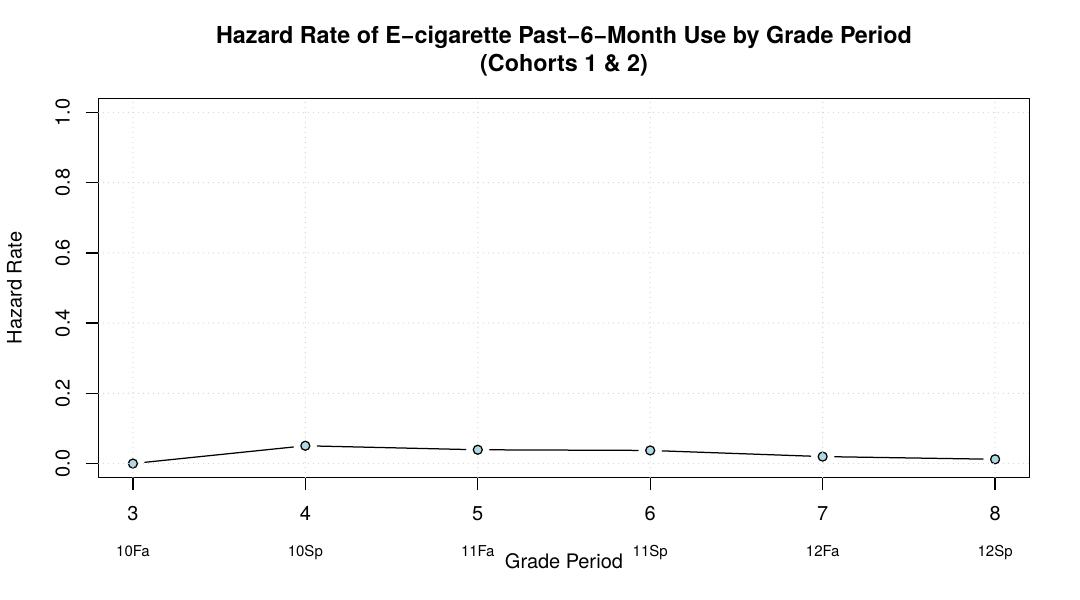 Hazard Rate of E−cigarette Past−6−Month Use by Grade Period
(Cohorts 1 & 2)
Hazard Rate
1.0
0.8
0.6
0.4
0.2
0.0
3 4 5 6 7 8
10Fa 10Sp 11Fa 11Sp 12Fa 12Sp
Grade Period